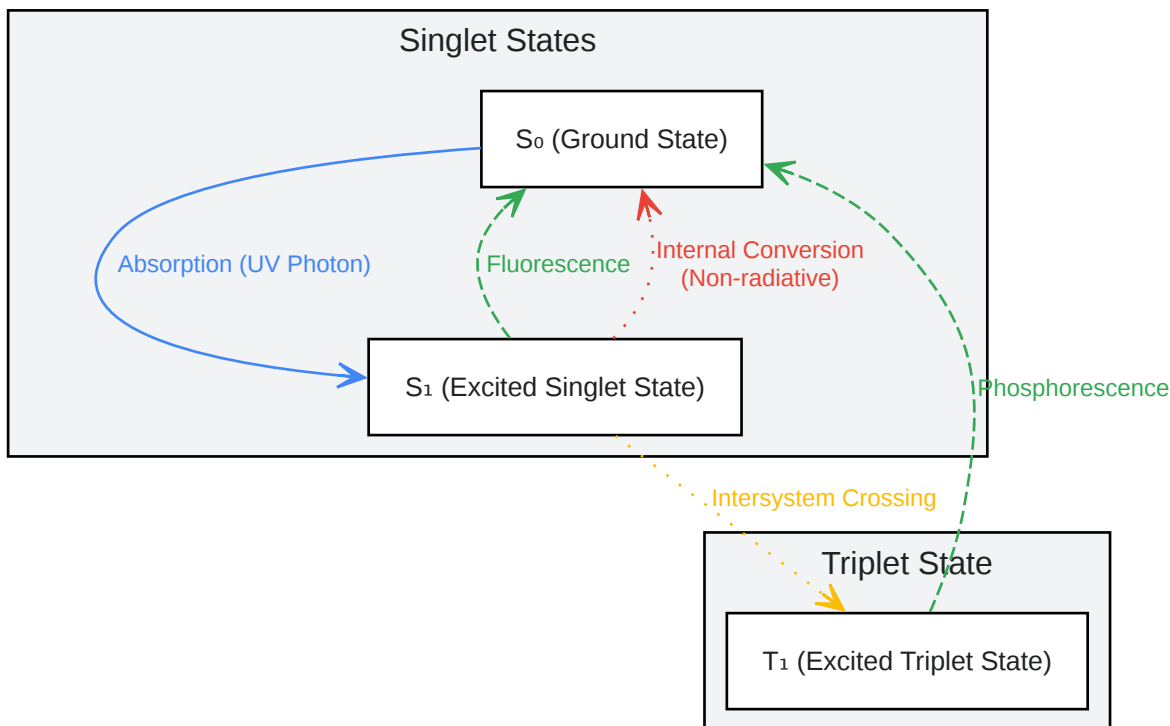 Singlet States
S₀ (Ground State)
Absorption (UV Photon)
Fluorescence
Internal Conversion
(Non-radiative)
S₁ (Excited Singlet State)
Phosphorescence
Intersystem Crossing
Triplet State
T₁ (Excited Triplet State)